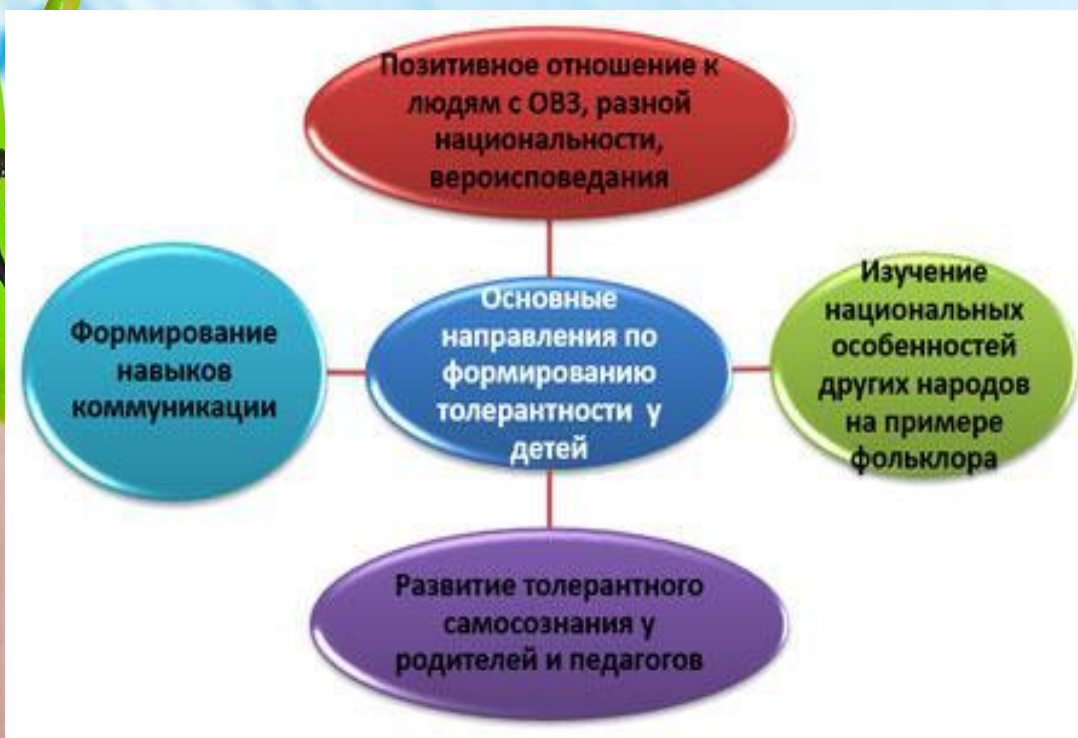 Позитивное отношение к
людям с ОВЗ, разной
национальности,
вероисповедания
Формирование
навыков
коммуникации
Основные
направления по
формированию
толерантности у
детей
Изучение
национальных
особенностей
других народов
на примере
фольклора
Развитие толерантного
самосознания у
родителей и педагогов